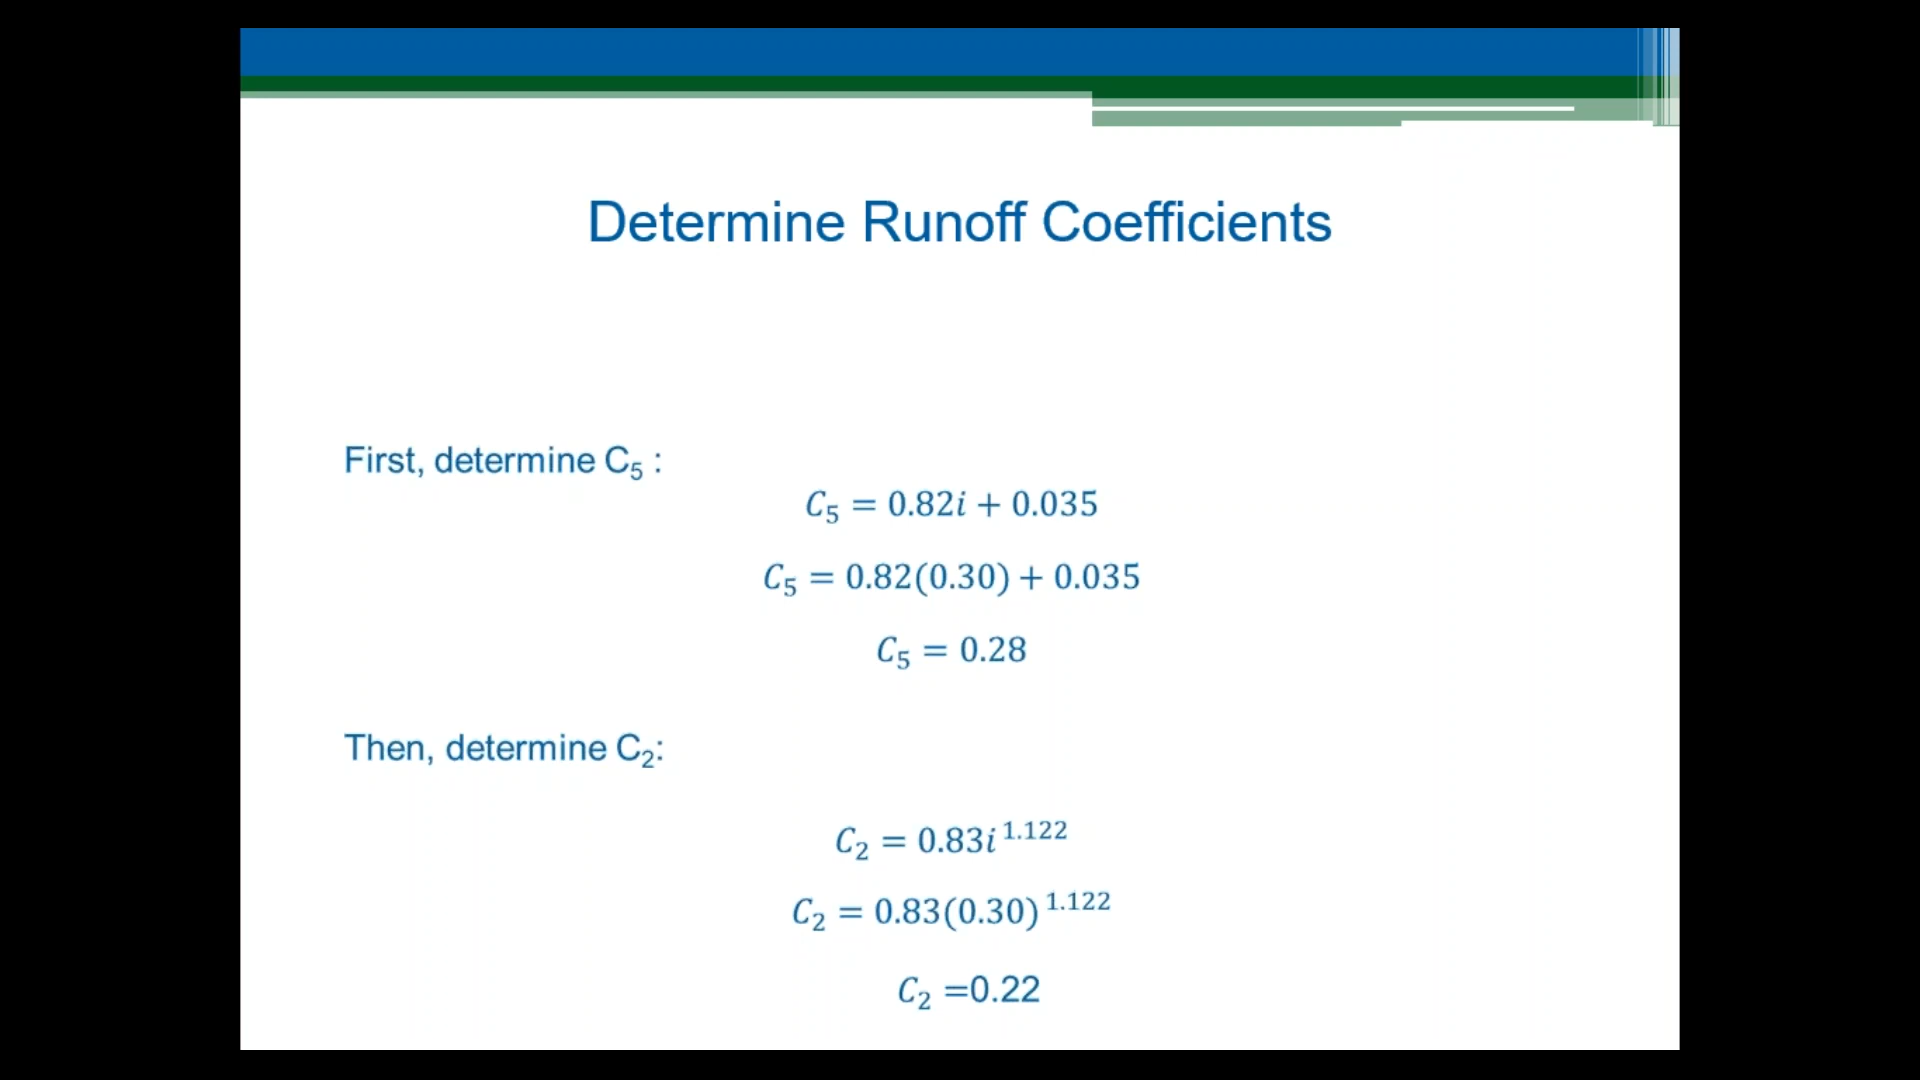 Determine Runoff Coefficients
First, determine C₅ :
C₅ = 0.82i + 0.035
C₅ = 0.82(0.30) + 0.035
C₅ = 0.28
Then, determine C₂:
C₂ = 0.83i^1.122
C₂ = 0.83(0.30)^1.122
C₂ =0.22